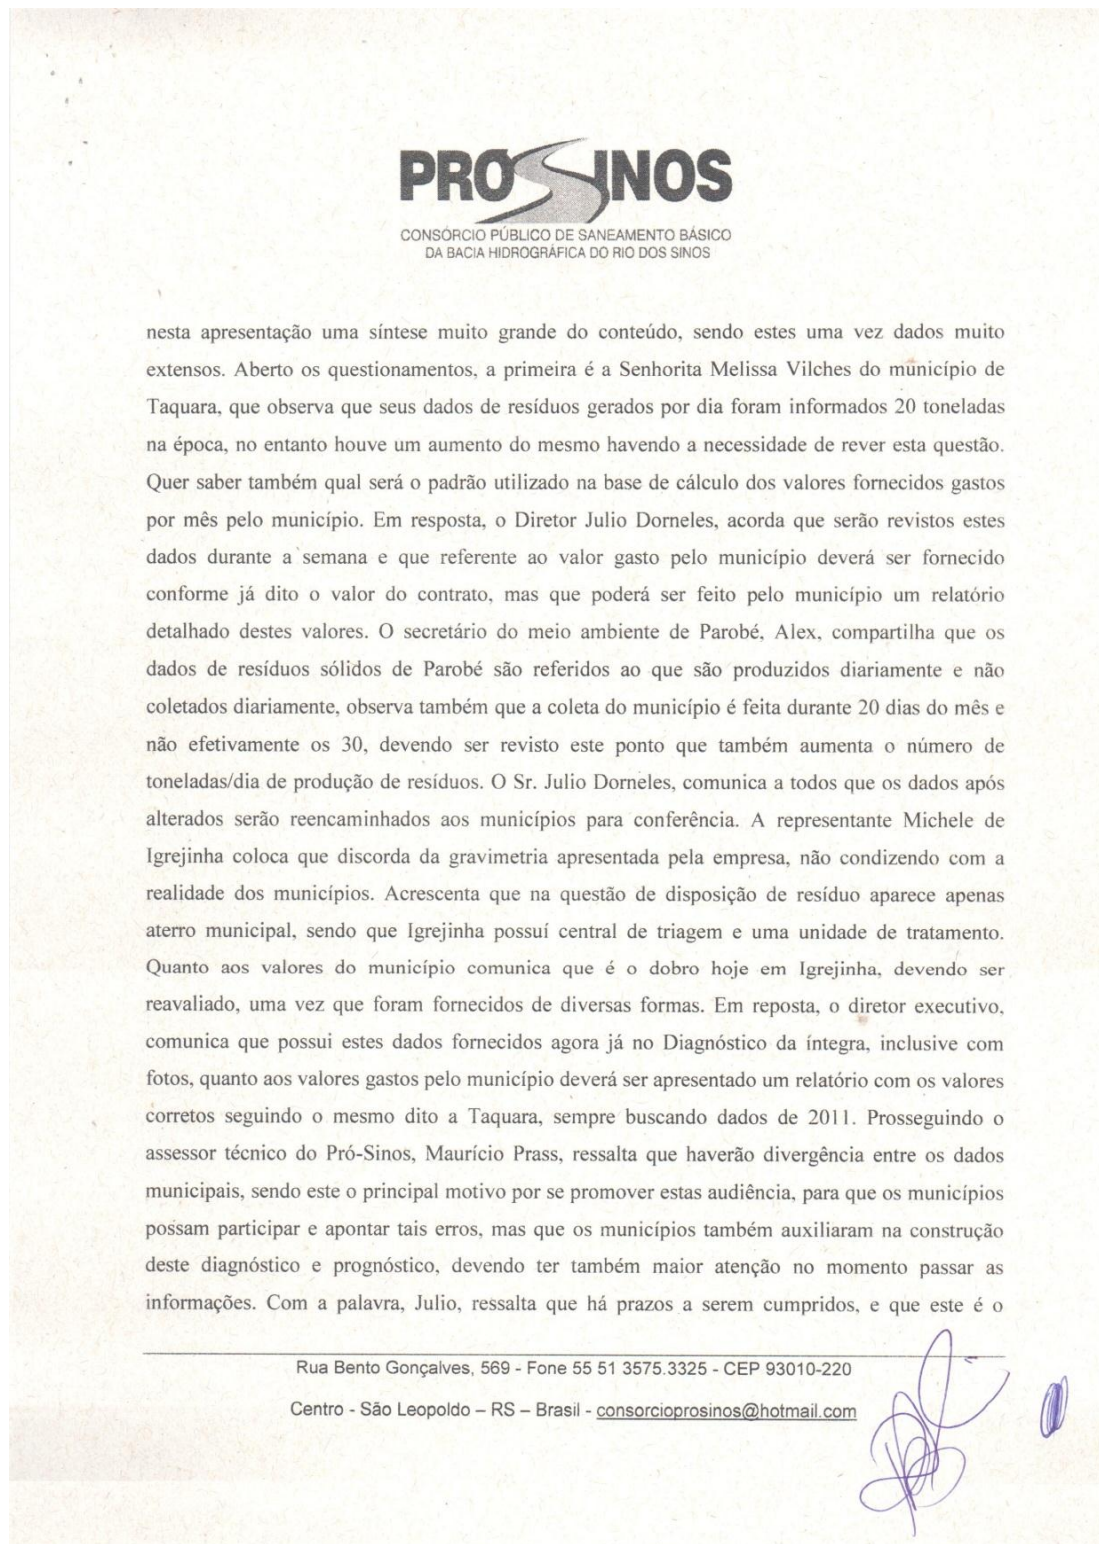 PRÓSINOS
CONSÓRCIO PÚBLICO DE SANEAMENTO BÁSICO
DA BACIA HIDROGRÁFICA DO RIO DOS SINOS
nesta apresentação uma síntese muito grande do conteúdo, sendo estes uma vez dados muito
extensos. Aberto os questionamentos, a primeira é a Senhorita Melissa Vilches do município de
Taquara, que observa que seus dados de resíduos gerados por dia foram informados 20 toneladas
na época, no entanto houve um aumento do mesmo havendo a necessidade de rever esta questão.
Quer saber também qual será o padrão utilizado na base de cálculo dos valores fornecidos gastos
por mês pelo município. Em resposta, o Diretor Julio Dorneles, acorda que serão revistos estes
dados durante a semana e que referente ao valor gasto pelo município deverá ser fornecido
conforme já dito o valor do contrato, mas que poderá ser feito pelo município um relatório
detalhado destes valores. O secretário do meio ambiente de Parobé, Alex, compartilha que os
dados de resíduos sólidos de Parobé são referidos ao que são produzidos diariamente e não
coletados diariamente, observa também que a coleta do município é feita durante 20 dias do mês e
não efetivamente os 30, devendo ser revisto este ponto que também aumenta o número de
toneladas/dia de produção de resíduos. O Sr. Julio Dorneles, comunica a todos que os dados após
alterados serão reencaminhados aos municípios para conferência. A representante Michele de
Igrejinha coloca que discorda da gravimetria apresentada pela empresa, não condizendo com a
realidade dos municípios. Acrescenta que na questão de disposição de resíduo aparece apenas
aterro municipal, sendo que Igrejinha possuí central de triagem e uma unidade de tratamento.
Quanto aos valores do município comunica que é o dobro hoje em Igrejinha, devendo ser
reavaliado, uma vez que foram fornecidos de diversas formas. Em reposta, o diretor executivo,
comunica que possui estes dados fornecidos agora já no Diagnóstico da íntegra, inclusive com
fotos, quanto aos valores gastos pelo município deverá ser apresentado um relatório com os valores
corretos seguindo o mesmo dito a Taquara, sempre buscando dados de 2011. Prosseguindo o
assessor técnico do Pró-Sinos, Maurício Prass, ressalta que haverão divergência entre os dados
municipais, sendo este o principal motivo por se promover estas audiência, para que os municípios
possam participar e apontar tais erros, mas que os municípios também auxiliaram na construção
deste diagnóstico e prognóstico, devendo ter também maior atenção no momento passar as
informações. Com a palavra, Julio, ressalta que há prazos a serem cumpridos, e que este é o
Rua Bento Gonçalves, 569 - Fone 55 51 3575.3325 - CEP 93010-220
Centro - São Leopoldo – RS – Brasil - consorcioprosinos@hotmail.com